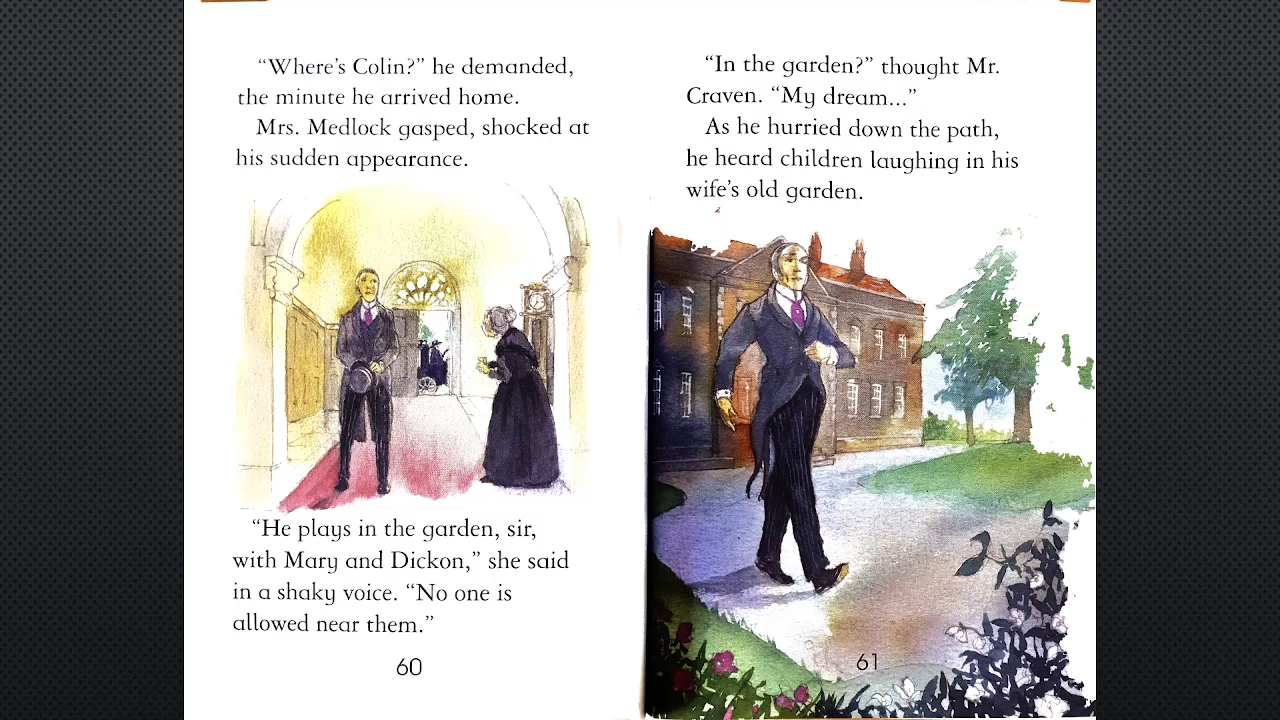 “Where’s Colin?” he demanded,
the minute he arrived home.
Mrs. Medlock gasped, shocked at
his sudden appearance.
“He plays in the garden, sir,
with Mary and Dickon,” she said
in a shaky voice. “No one is
allowed near them.”
60
“In the garden?” thought Mr.
Craven. “My dream...”
As he hurried down the path,
he heard children laughing in his
wife’s old garden.
61